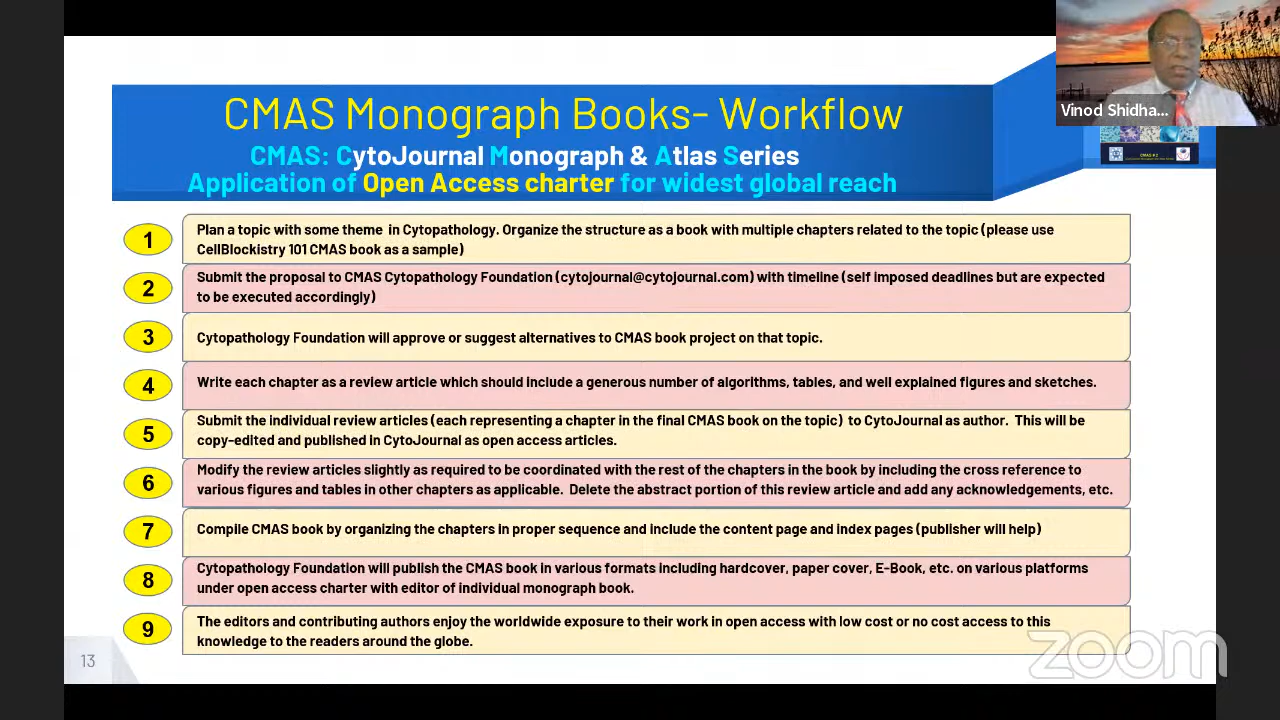 CMAS Monograph Books- Workflow
CMAS: CytoJournal Monograph & Atlas Series
Application of Open Access charter for widest global reach
Vinod Shidha...
1
Plan a topic with some theme in Cytopathology. Organize the structure as a book with multiple chapters related to the topic (please use
CellBlockistry 101 CMAS book as a sample)
2
Submit the proposal to CMAS Cytopathology Foundation (cytojournal@cytojournal.com) with timeline (self imposed deadlines but are expected
to be executed accordingly)
3
Cytopathology Foundation will approve or suggest alternatives to CMAS book project on that topic.
4
Write each chapter as a review article which should include a generous number of algorithms, tables, and well explained figures and sketches.
5
Submit the individual review articles (each representing a chapter in the final CMAS book on the topic) to CytoJournal as author. This will be
copy-edited and published in CytoJournal as open access articles.
6
Modify the review articles slightly as required to be coordinated with the rest of the chapters in the book by including the cross reference to
various figures and tables in other chapters as applicable. Delete the abstract portion of this review article and add any acknowledgements, etc.
7
Compile CMAS book by organizing the chapters in proper sequence and include the content page and index pages (publisher will help)
8
Cytopathology Foundation will publish the CMAS book in various formats including hardcover, paper cover, E-Book, etc. on various platforms
under open access charter with editor of individual monograph book.
9
The editors and contributing authors enjoy the worldwide exposure to their work in open access with low cost or no cost access to this
knowledge to the readers around the globe.
13
zoom